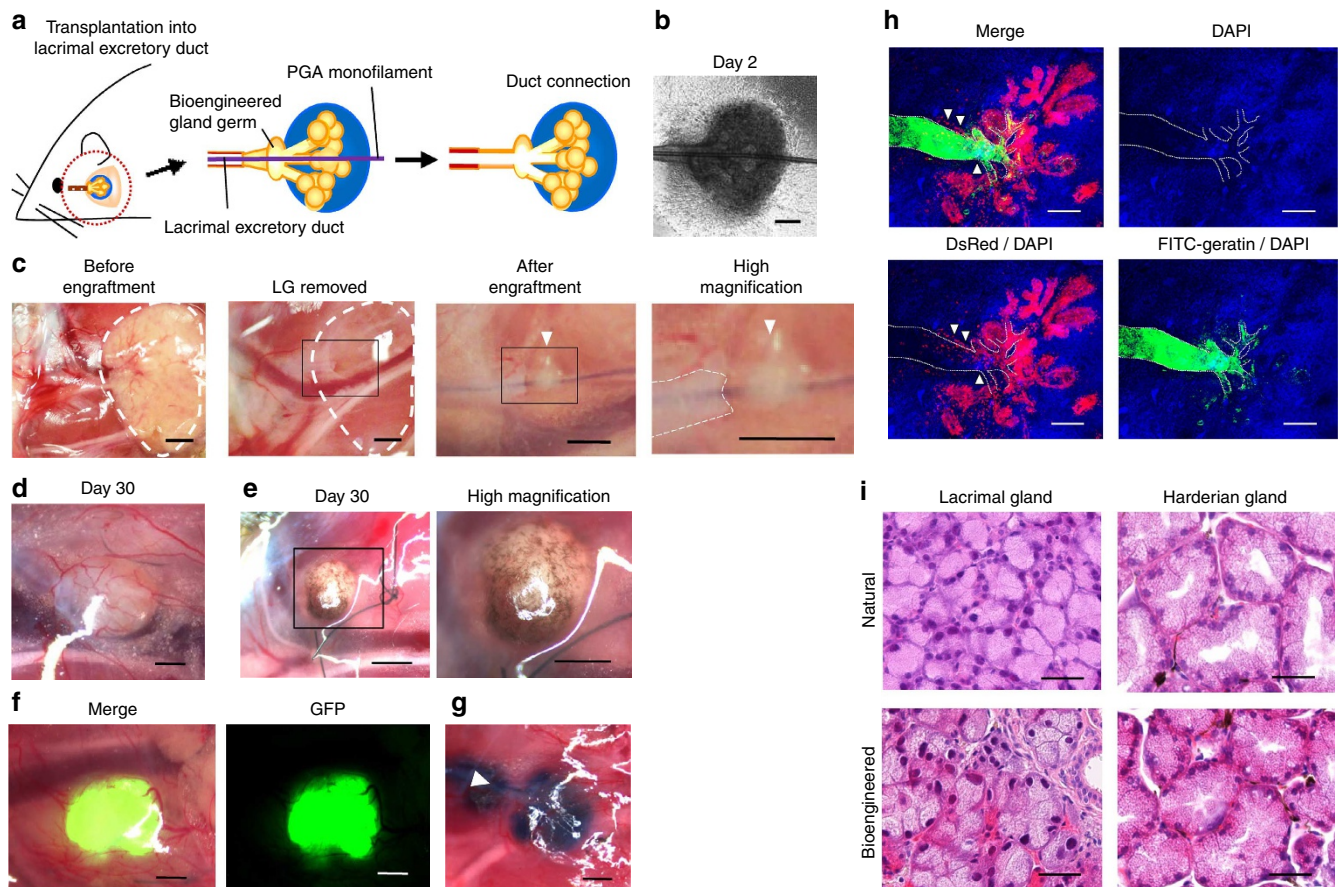 a
Transplantation into
lacrimal excretory duct
PGA monofilament
Bioengineered
gland germ
Duct connection
Lacrimal excretory duct
b
Day 2
c
Before
engraftment
LG removed
After
engraftment
High
magnification
d
Day 30
e
Day 30
High magnification
f
Merge
GFP
g
h
Merge
DAPI
DsRed / DAPI
FITC-geratin / DAPI
i
Lacrimal gland
Harderian gland
Natural
Bioengineered